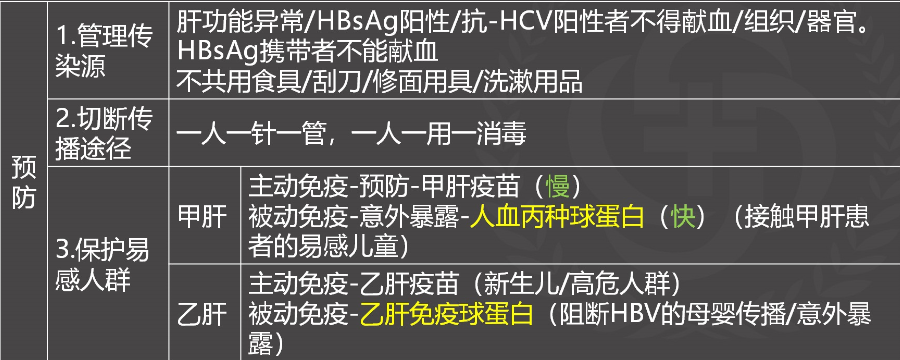 预防
1.管理传
染源
肝功能异常/HBsAg阳性/抗-HCV阳性者不得献血/组织/器官。
HBsAg携带者不能献血
不共用食具/刮刀/修面用具/洗漱用品
2.切断传
播途径
一人一针一管，一人一用一消毒
3.保护易
感人群
甲肝
主动免疫-预防-甲肝疫苗（慢）
被动免疫-意外暴露-人血丙种球蛋白（快）（接触甲肝患
者的易感儿童）
乙肝
主动免疫-乙肝疫苗（新生儿/高危人群）
被动免疫-乙肝免疫球蛋白（阻断HBV的母婴传播/意外暴
露）